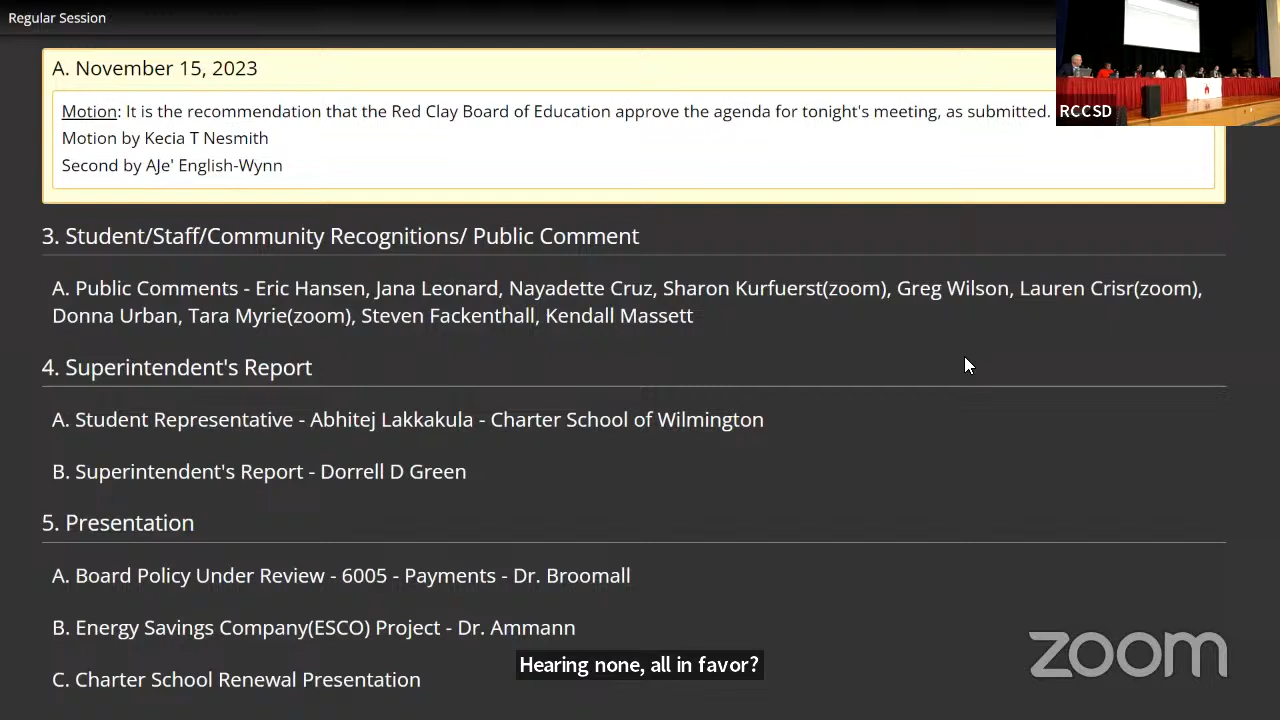 Regular Session
A. November 15, 2023
Motion: It is the recommendation that the Red Clay Board of Education approve the agenda for tonight's meeting, as submitted.
Motion by Kecia T Nesmith
Second by AJe' English-Wynn
RCCSD
3. Student/Staff/Community Recognitions/ Public Comment
A. Public Comments - Eric Hansen, Jana Leonard, Nayadette Cruz, Sharon Kurfuerst(zoom), Greg Wilson, Lauren Crisr(zoom),
Donna Urban, Tara Myrie(zoom), Steven Fackenthall, Kendall Massett
4. Superintendent's Report
A. Student Representative - Abhitej Lakkakula - Charter School of Wilmington
B. Superintendent's Report - Dorrell D Green
5. Presentation
A. Board Policy Under Review - 6005 - Payments - Dr. Broomall
B. Energy Savings Company(ESCO) Project - Dr. Ammann
C. Charter School Renewal Presentation
Hearing none, all in favor?
zoom